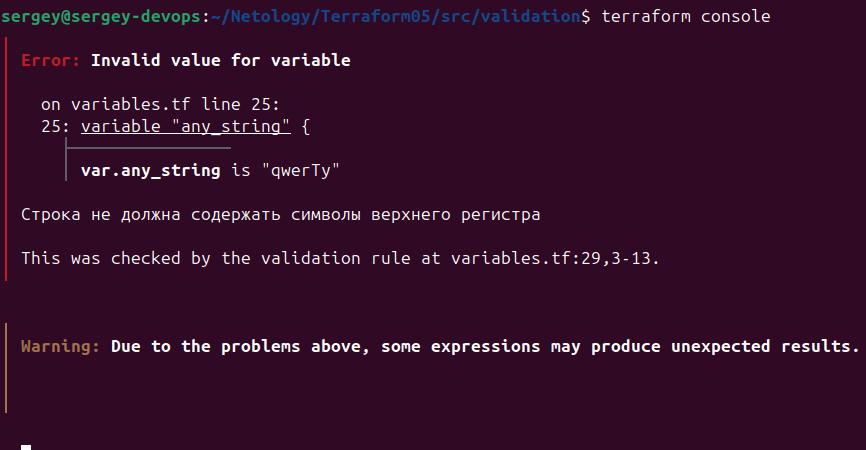 sergey@sergey-devops:~/Netology/Terraform05/src/validation$ terraform console
Error: Invalid value for variable
on variables.tf line 25:
25: variable "any_string" {
var.any_string is "qwerTy"
Строка не должна содержать символы верхнего регистра
This was checked by the validation rule at variables.tf:29,3-13.
Warning: Due to the problems above, some expressions may produce unexpected results.